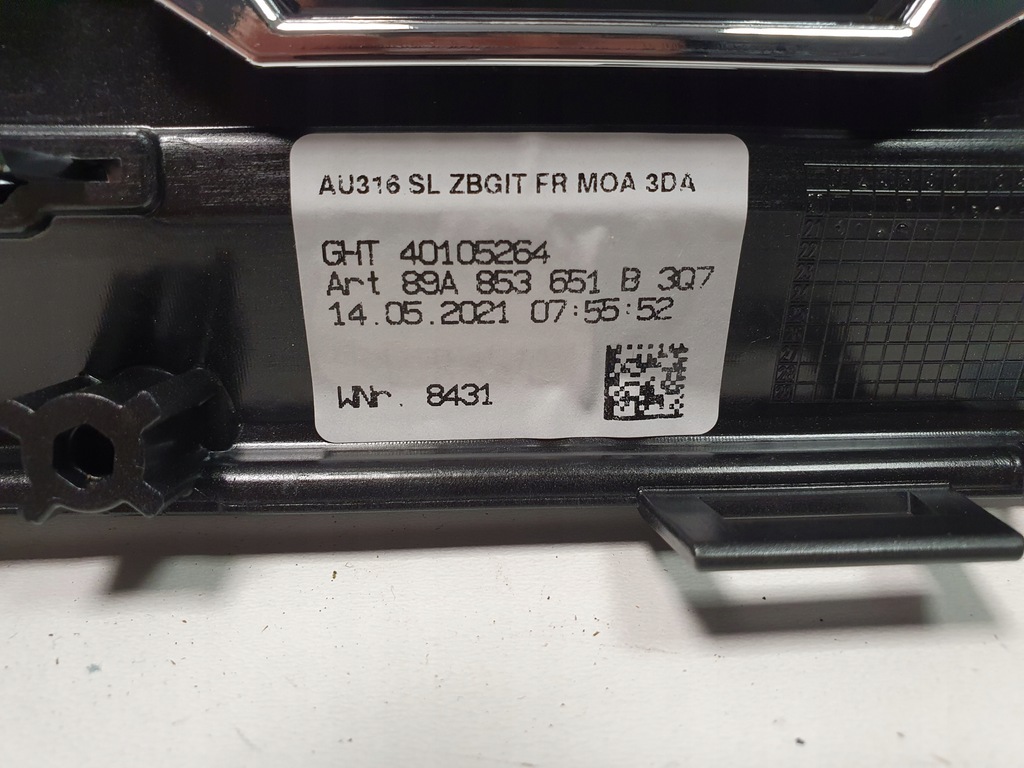 AU316 SL ZBGIT FR MOA 3DA
GHT 40105264
Art 89A 853 651 B 3Q7
14.05.2021 07:55:52
WNr. 8431